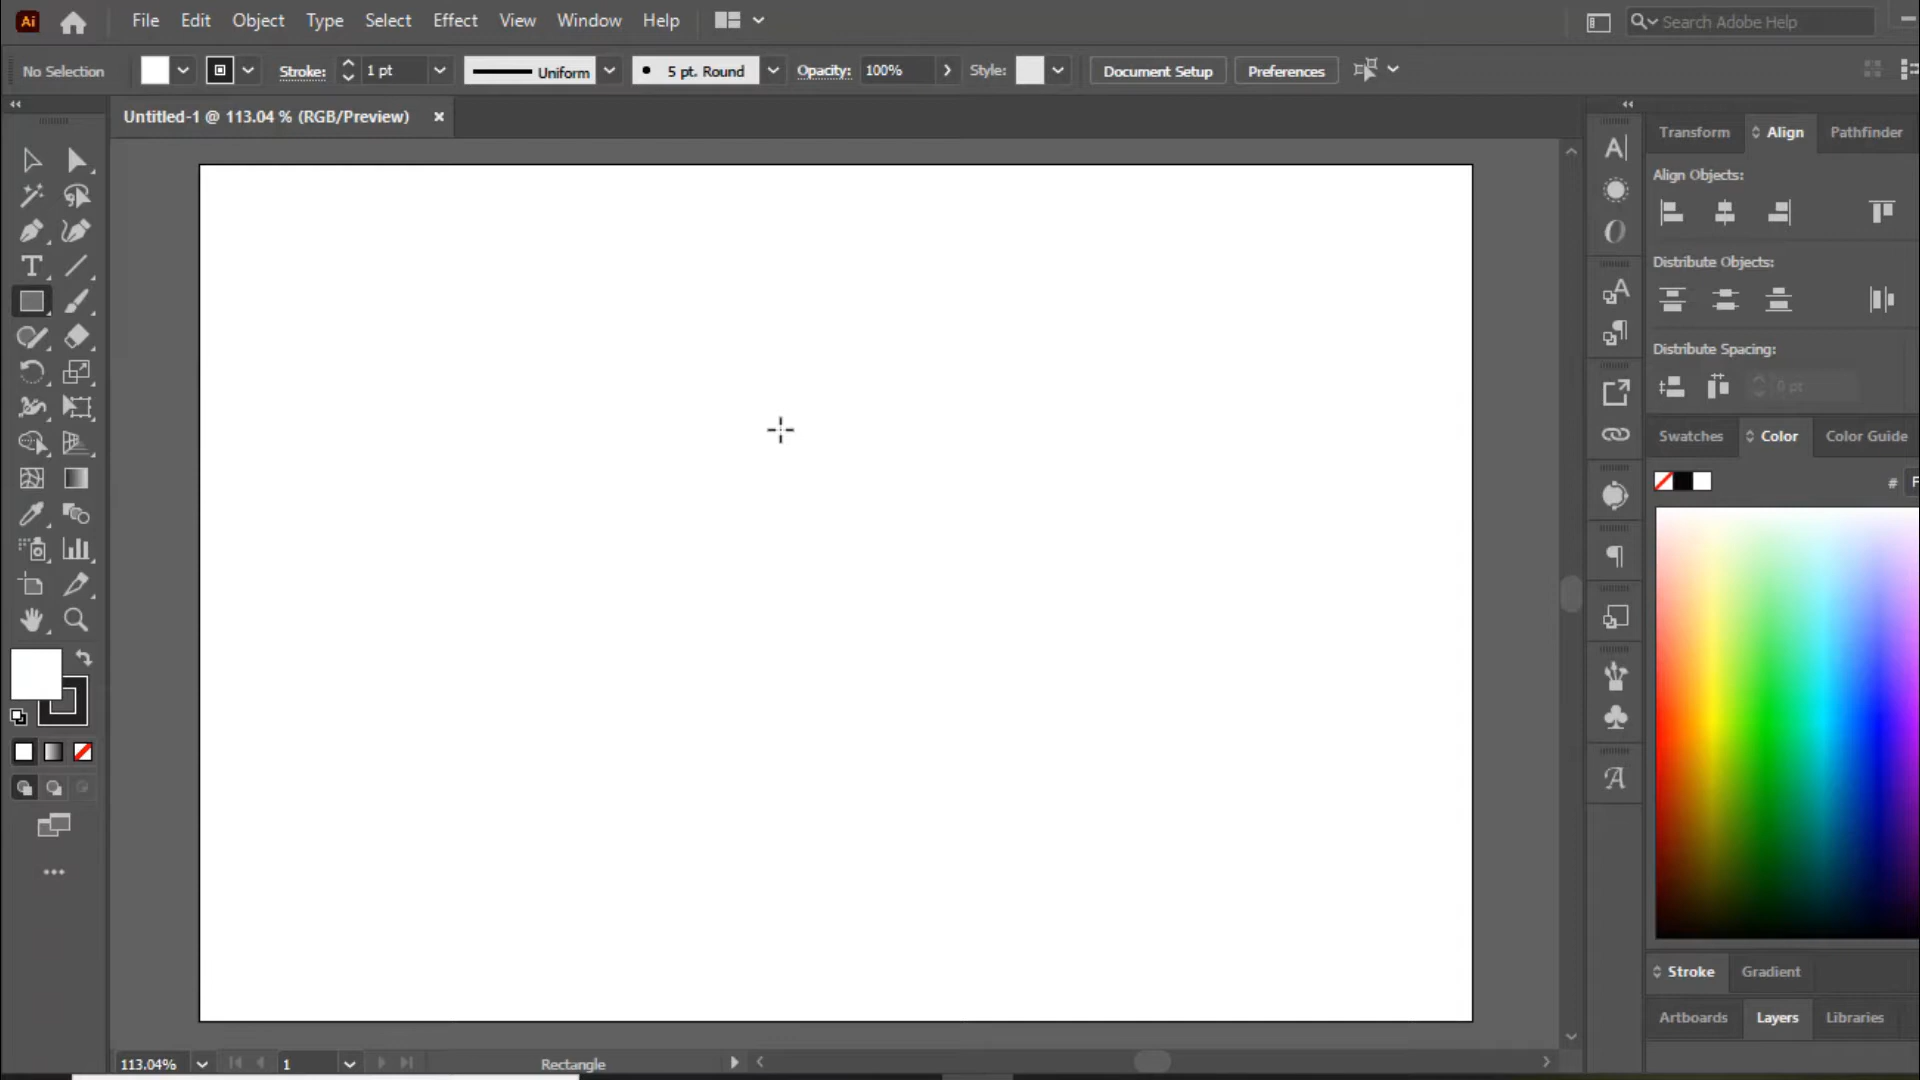 Ai File Edit Object Type Select Effect View Window Help Search Adobe Help
No Selection Stroke: 1 pt Uniform 5 pt. Round Opacity: 100% Style: Document Setup Preferences
Untitled-1 @ 113.04 % (RGB/Preview) ×
Transform Align Pathfinder
Align Objects:
Distribute Objects:
Distribute Spacing:
0 pt
Swatches Color Color Guide
# F
Stroke Gradient
Artboards Layers Libraries
113.04% 1 Rectangle